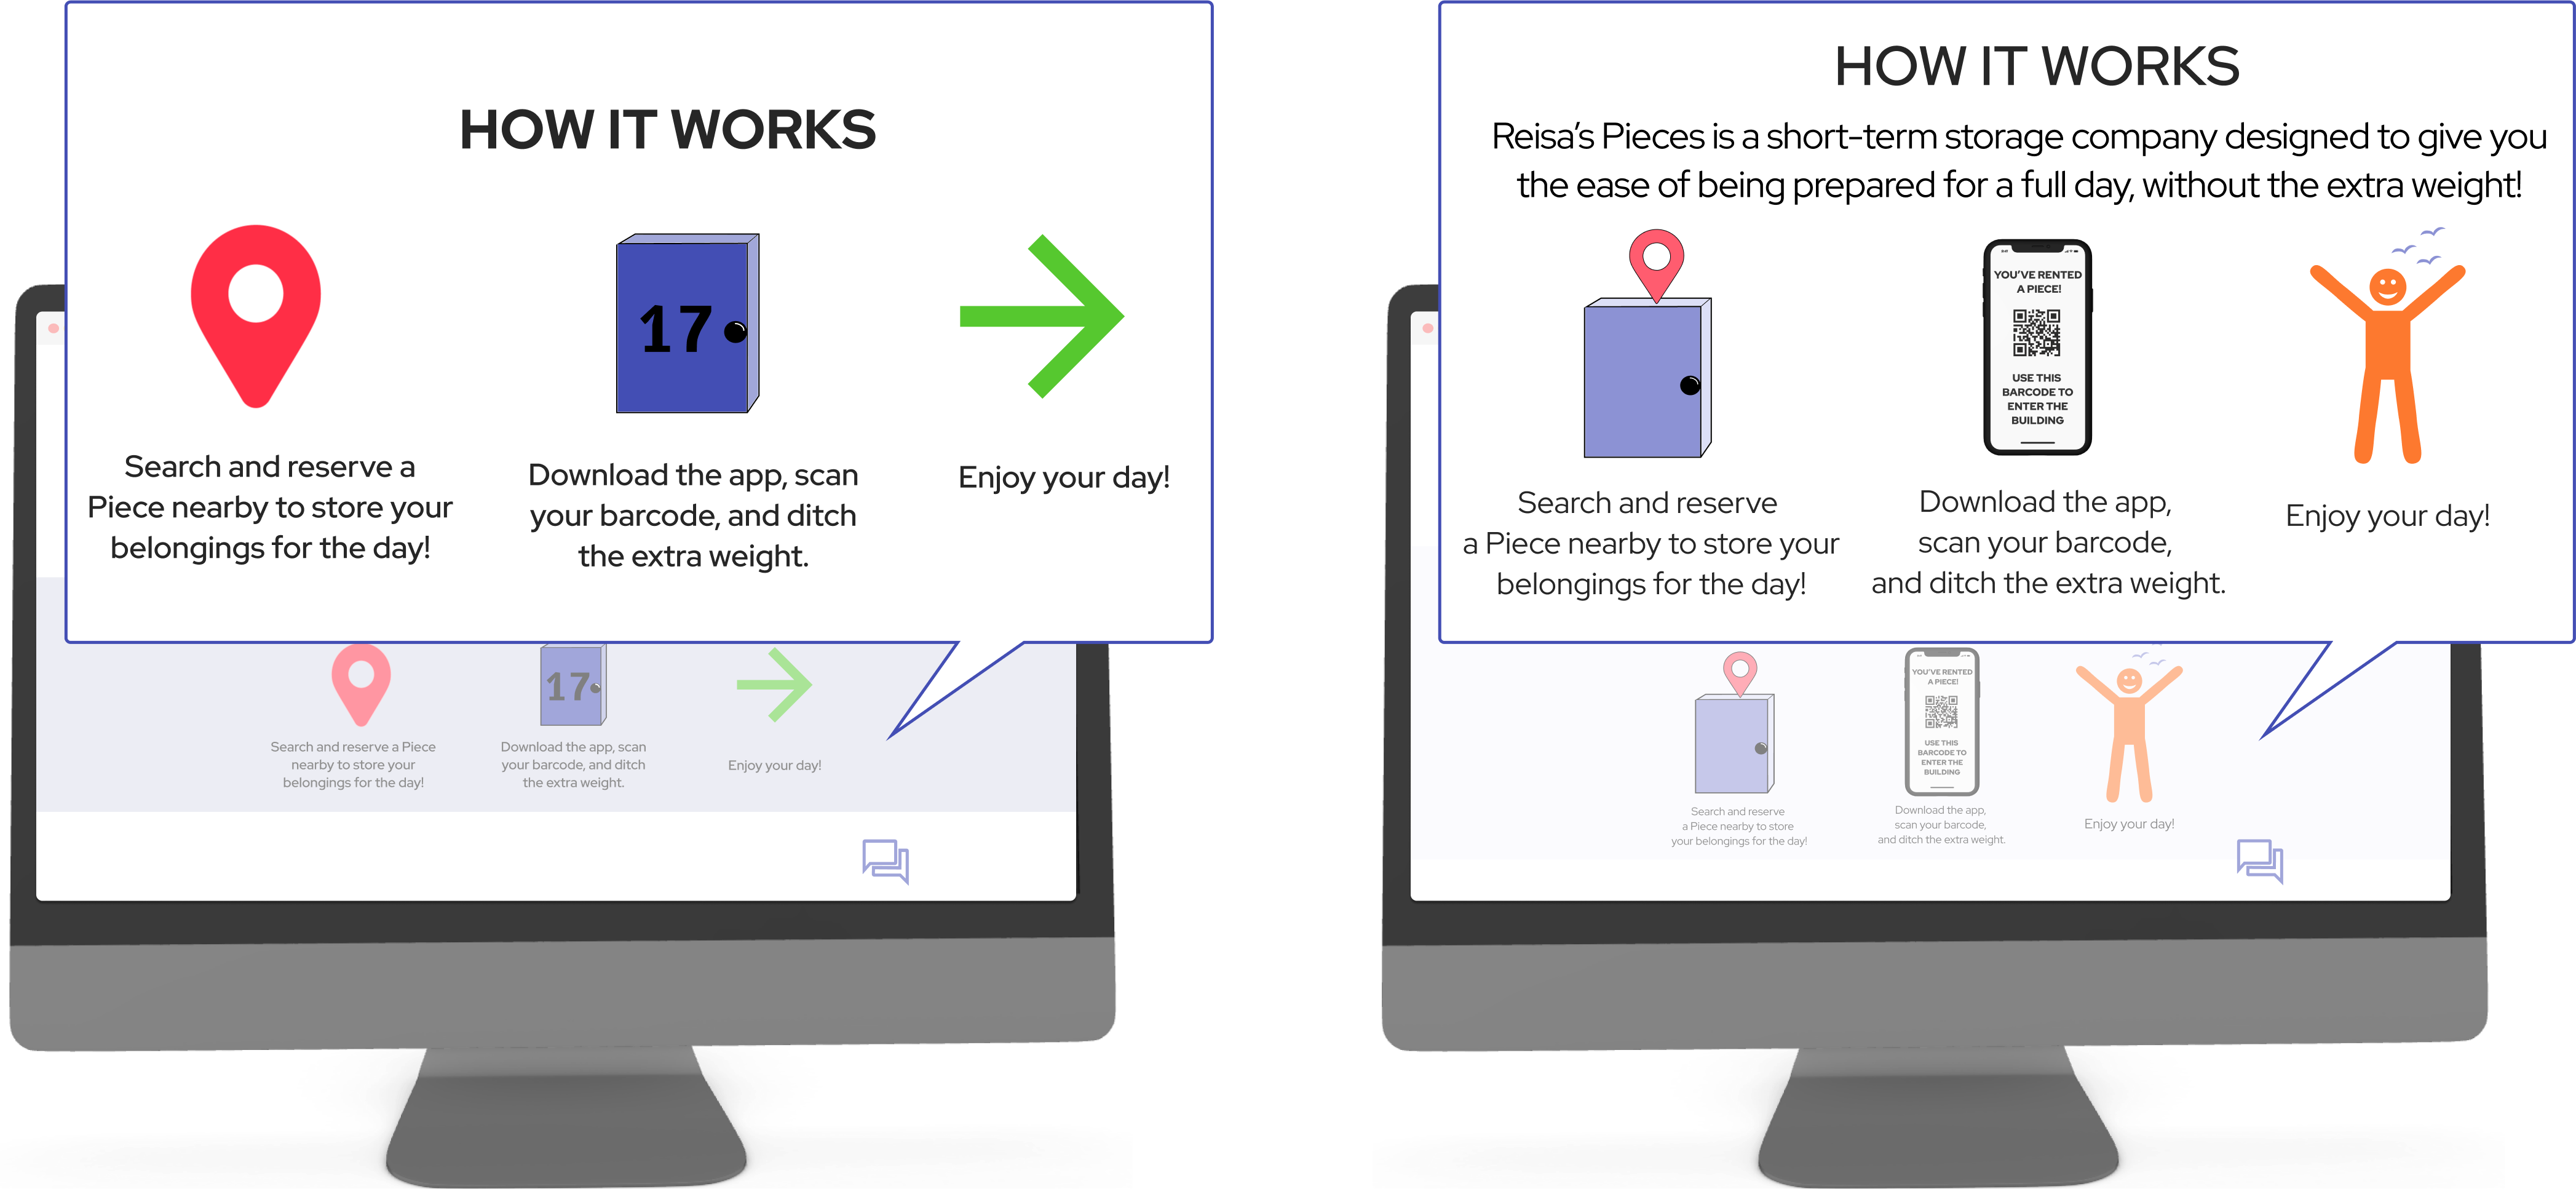 HOW IT WORKS
17
Search and reserve a
Piece nearby to store your
belongings for the day!
Download the app, scan
your barcode, and ditch
the extra weight.
Enjoy your day!
17
Search and reserve a Piece
nearby to store your
belongings for the day!
Download the app, scan
your barcode, and ditch
the extra weight.
Enjoy your day!
HOW IT WORKS
Reisa’s Pieces is a short-term storage company designed to give you
the ease of being prepared for a full day, without the extra weight!
YOU’VE RENTED
A PIECE!
USE THIS
BARCODE TO
ENTER THE
BUILDING
Search and reserve
a Piece nearby to store your
belongings for the day!
Download the app,
scan your barcode,
and ditch the extra weight.
Enjoy your day!
YOU’VE RENTED
A PIECE!
USE THIS
BARCODE TO
ENTER THE
BUILDING
Search and reserve
a Piece nearby to store
your belongings for the day!
Download the app,
scan your barcode,
and ditch the extra weight.
Enjoy your day!